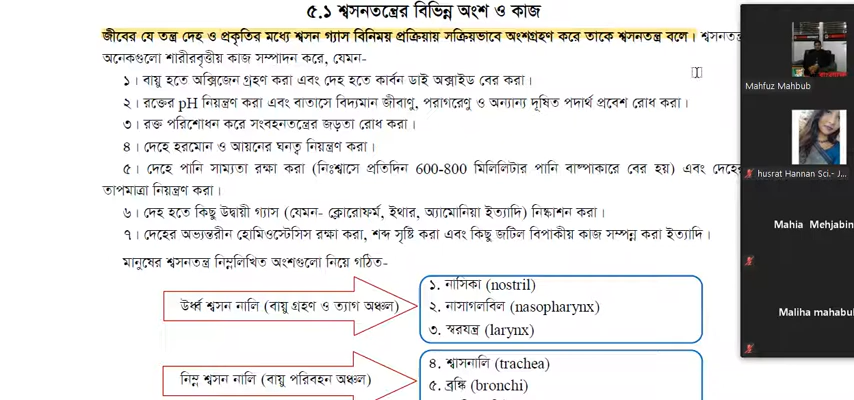 ৫.১ শ্বসনতন্ত্রের বিভিন্ন অংশ ও কাজ
জীবের যে তন্ত্র দেহ ও প্রকৃতির মধ্যে শ্বসন গ্যাস বিনিময় প্রক্রিয়ায় সক্রিয়ভাবে অংশগ্রহণ করে তাকে শ্বসনতন্ত্র বলে। শ্বসনতন্ত্র
অনেকগুলো শারীরবৃত্তীয় কাজ সম্পাদন করে, যেমন-
১। বায়ু হতে অক্সিজেন গ্রহণ করা এবং দেহ হতে কার্বন ডাই অক্সাইড বের করা।
২। রক্তের pH নিয়ন্ত্রণ করা এবং বাতাসে বিদ্যমান জীবাণু, পরাগরেণু ও অন্যান্য দূষিত পদার্থ প্রবেশ রোধ করা।
৩। রক্ত পরিশোধন করে সংবহনতন্ত্রের জড়তা রোধ করা।
৪। দেহে হরমোন ও আয়নের ঘনত্ব নিয়ন্ত্রণ করা।
৫। দেহে পানি সাম্যতা রক্ষা করা (নিঃশ্বাসে প্রতিদিন 600-800 মিলিলিটার পানি বাষ্পাকারে বের হয়) এবং দেহের
তাপমাত্রা নিয়ন্ত্রণ করা।
৬। দেহ হতে কিছু উদ্বায়ী গ্যাস (যেমন- ক্লোরোফর্ম, ইথার, অ্যামোনিয়া ইত্যাদি) নিষ্কাশন করা।
৭। দেহের অভ্যন্তরীন হোমিওস্টেসিস রক্ষা করা, শব্দ সৃষ্টি করা এবং কিছু জটিল বিপাকীয় কাজ সম্পন্ন করা ইত্যাদি।
মানুষের শ্বসনতন্ত্র নিম্নলিখিত অংশগুলো নিয়ে গঠিত-
উর্ধ্ব শ্বসন নালি (বায়ু গ্রহণ ও ত্যাগ অঞ্চল)
১. নাসিকা (nostril)
২. নাসাগলবিল (nasopharynx)
৩. স্বরযন্ত্র (larynx)
নিম্ন শ্বসন নালি (বায়ু পরিবহন অঞ্চল)
৪. শ্বাসনালি (trachea)
৫. ব্রঙ্কি (bronchi)
Mahfuz Mahbub
husrat Hannan Sci.- J...
Mahia Mehjabin
Maliha mahabub